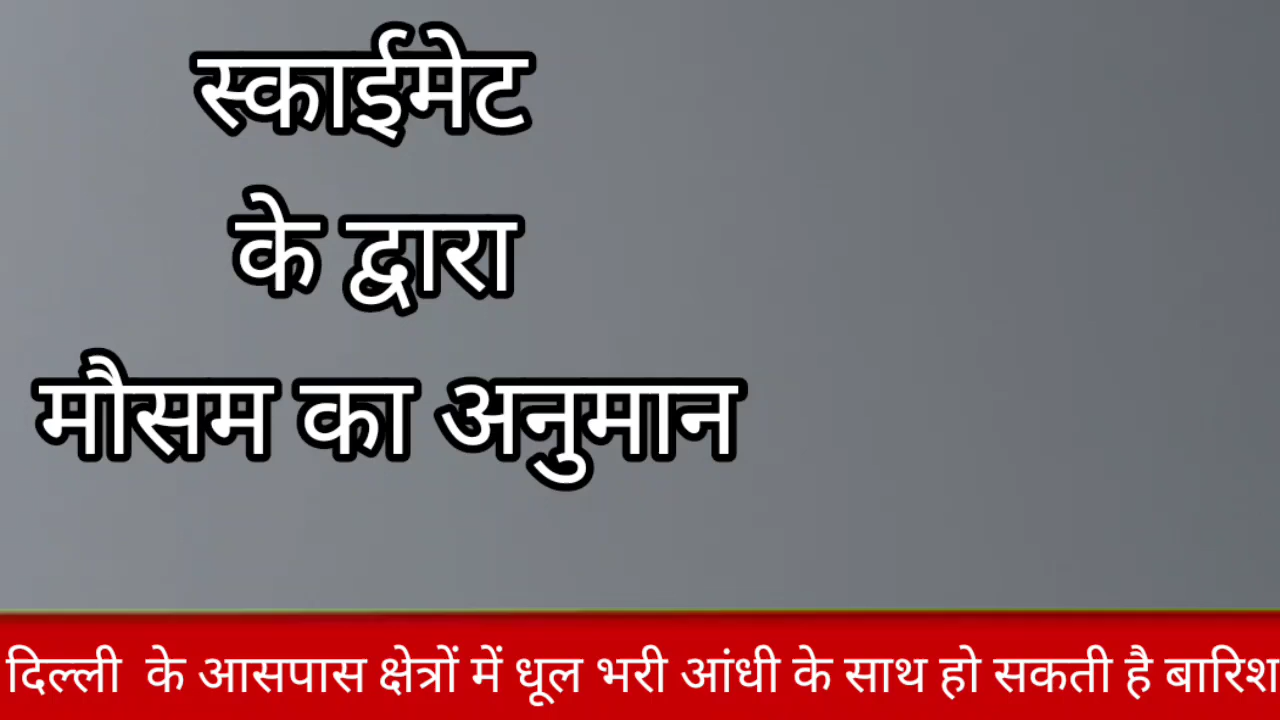 स्काईमेट
के द्वारा
मौसम का अनुमान
दिल्ली के आसपास क्षेत्रों में धूल भरी आंधी के साथ हो सकती है बारिश